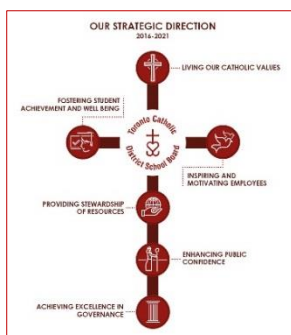 OUR STRATEGIC DIRECTION
2016-2021
LIVING OUR CATHOLIC VALUES
FOSTERING STUDENT
ACHIEVEMENT AND WELL BEING
Toronto Catholic
District School Board
INSPIRING AND
MOTIVATING EMPLOYEES
PROVIDING STEWARDSHIP
OF RESOURCES
ENHANCING PUBLIC
CONFIDENCE
ACHIEVING EXCELLENCE IN
GOVERNANCE